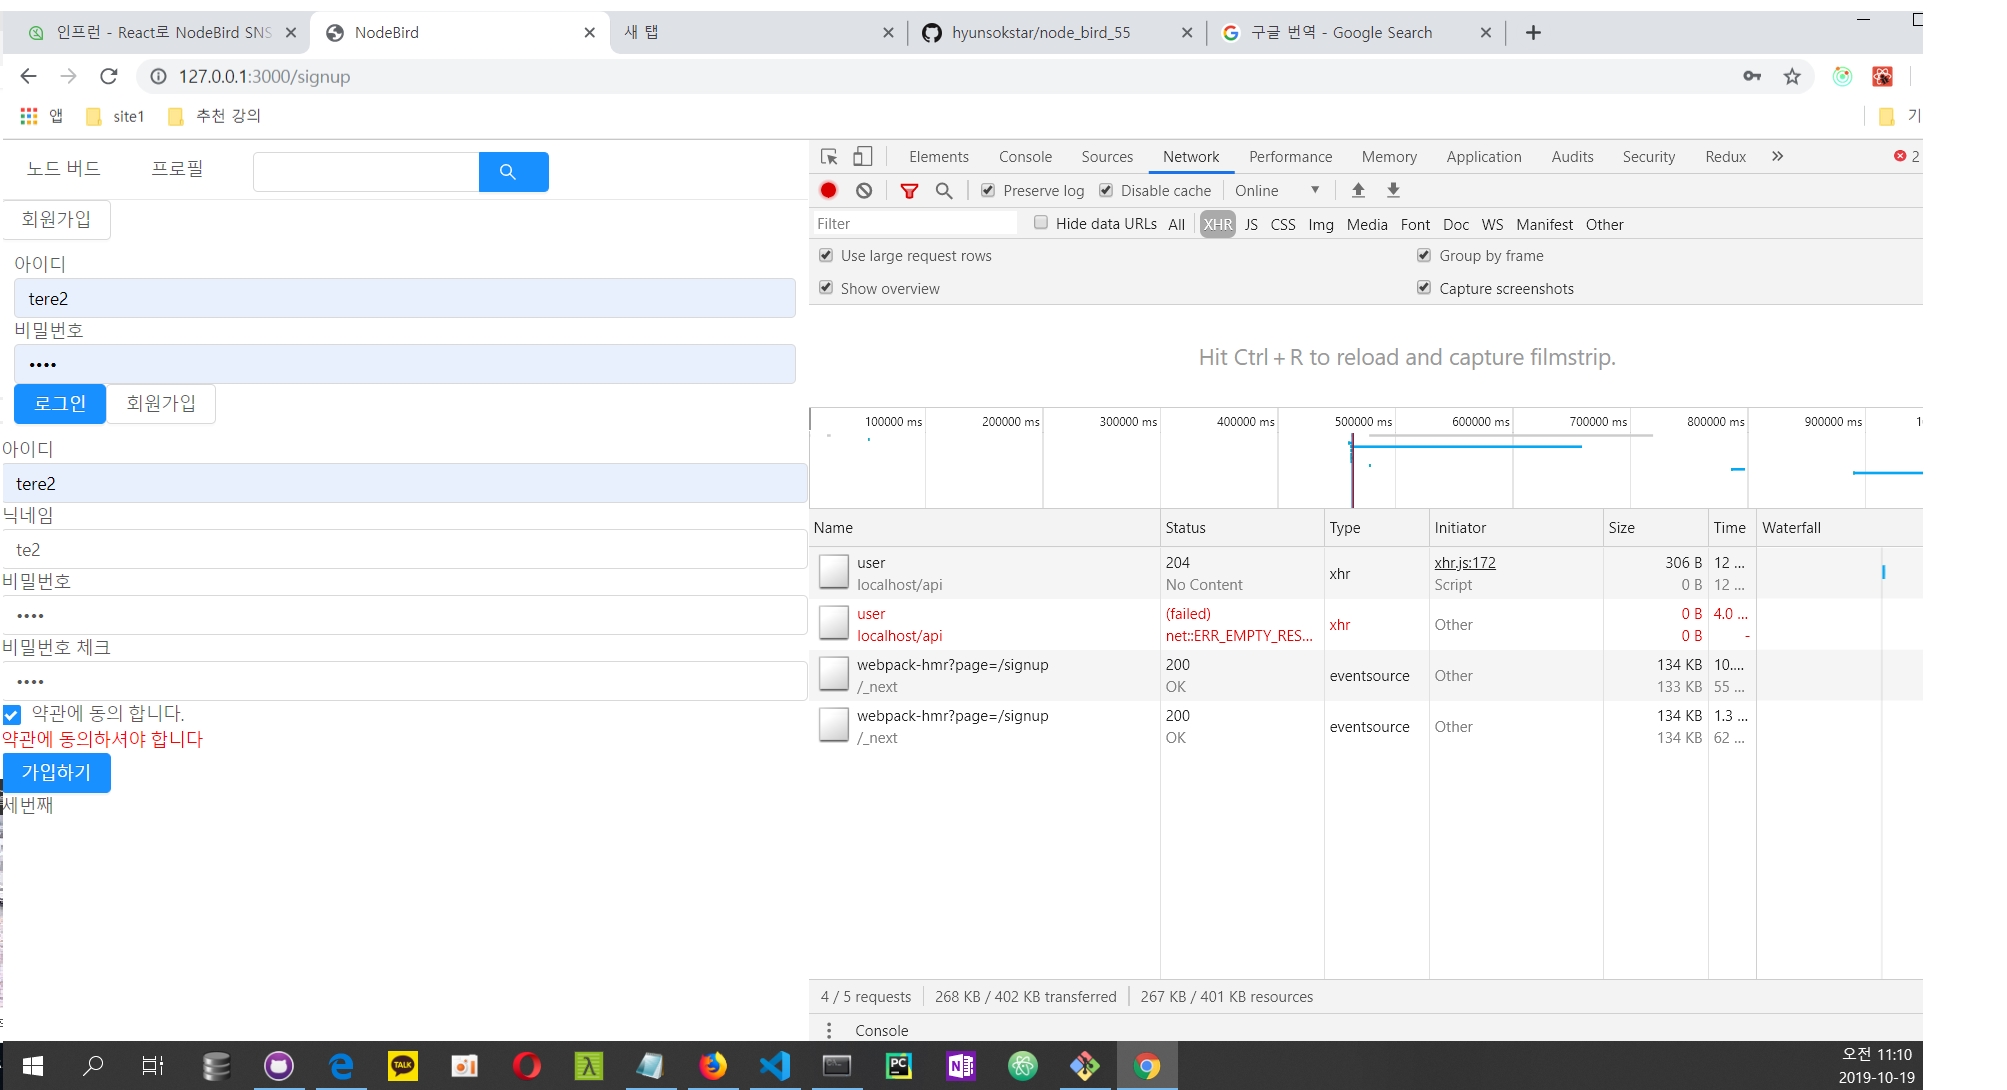 인프런 - React로 NodeBird SNS
NodeBird
새 탭
hyunsokstar/node_bird_55
구글 번역 - Google Search
127.0.0.1:3000/signup
앱
site1
추천 강의
기
노드 버드
프로필
회원가입
아이디
tere2
비밀번호
••••
로그인
회원가입
아이디
tere2
닉네임
te2
비밀번호
••••
비밀번호 체크
••••
약관에 동의 합니다.
약관에 동의하셔야 합니다
가입하기
세번째
Elements Console Sources Network Performance Memory Application Audits Security Redux » 2
Preserve log Disable cache Online
Filter Hide data URLs All XHR JS CSS Img Media Font Doc WS Manifest Other
Use large request rows Group by frame
Show overview Capture screenshots
Hit Ctrl + R to reload and capture filmstrip.
100000 ms 200000 ms 300000 ms 400000 ms 500000 ms 600000 ms 700000 ms 800000 ms 900000 ms 1
Name Status Type Initiator Size Time Waterfall
user 204 xhr xhr.js:172 306 B 12 ...
localhost/api No Content Script 0 B 12 ...
user (failed) xhr Other 0 B 4.0 ...
localhost/api net::ERR_EMPTY_RES... 0 B -
webpack-hmr?page=/signup 200 eventsource Other 134 KB 10....
/_next OK 133 KB 55 ...
webpack-hmr?page=/signup 200 eventsource Other 134 KB 1.3 ...
/_next OK 134 KB 62 ...
4 / 5 requests 268 KB / 402 KB transferred 267 KB / 401 KB resources
Console
TALK
PC
N
오전 11:10
2019-10-19